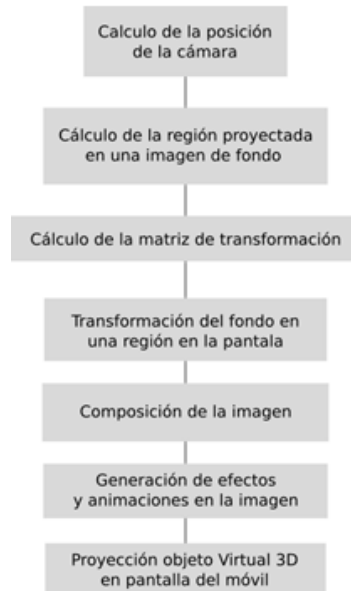 Calculo de la posición
de la cámara
Cálculo de la región proyectada
en una imagen de fondo
Cálculo de la matriz de transformación
Transformación del fondo en
una región en la pantala
Composición de la imagen
Generación de efectos
y animaciones en la imagen
Proyección objeto Virtual 3D
en pantalla del móvil